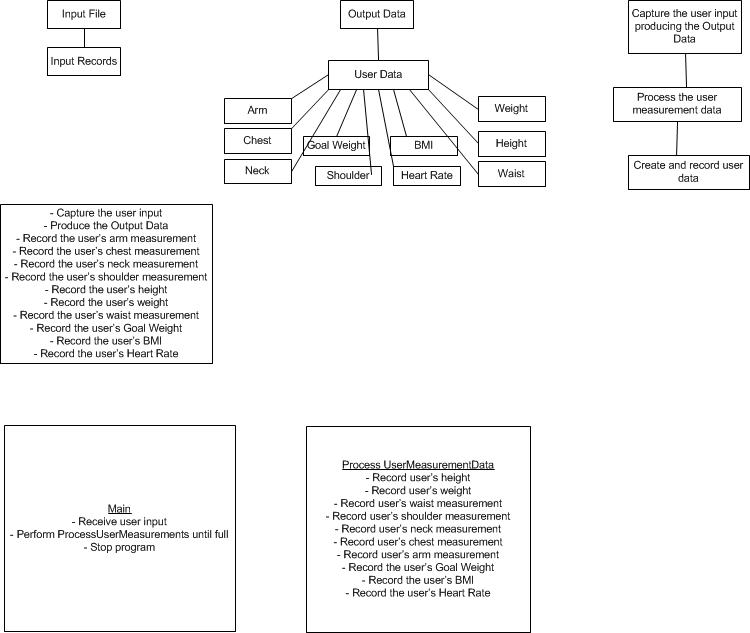 Input File
Input Records
Output Data
User Data
Arm
Chest
Neck
Goal Weight
Shoulder
BMI
Heart Rate
Weight
Height
Waist
Capture the user input
producing the Output
Data
Process the user
measurement data
Create and record user
data
- Capture the user input
- Produce the Output Data
- Record the user's arm measurement
- Record the user's chest measurement
- Record the user's neck measurement
- Record the user's shoulder measurement
- Record the user's height
- Record the user's weight
- Record the user's waist measurement
- Record the user's Goal Weight
- Record the user's BMI
- Record the user's Heart Rate
Main
- Receive user input
- Perform ProcessUserMeasurements until full
- Stop program
Process UserMeasurementData
- Record user's height
- Record user's weight
- Record user's waist measurement
- Record user's shoulder measurement
- Record user's neck measurement
- Record user's chest measurement
- Record user's arm measurement
- Record the user's Goal Weight
- Record the user's BMI
- Record the user's Heart Rate